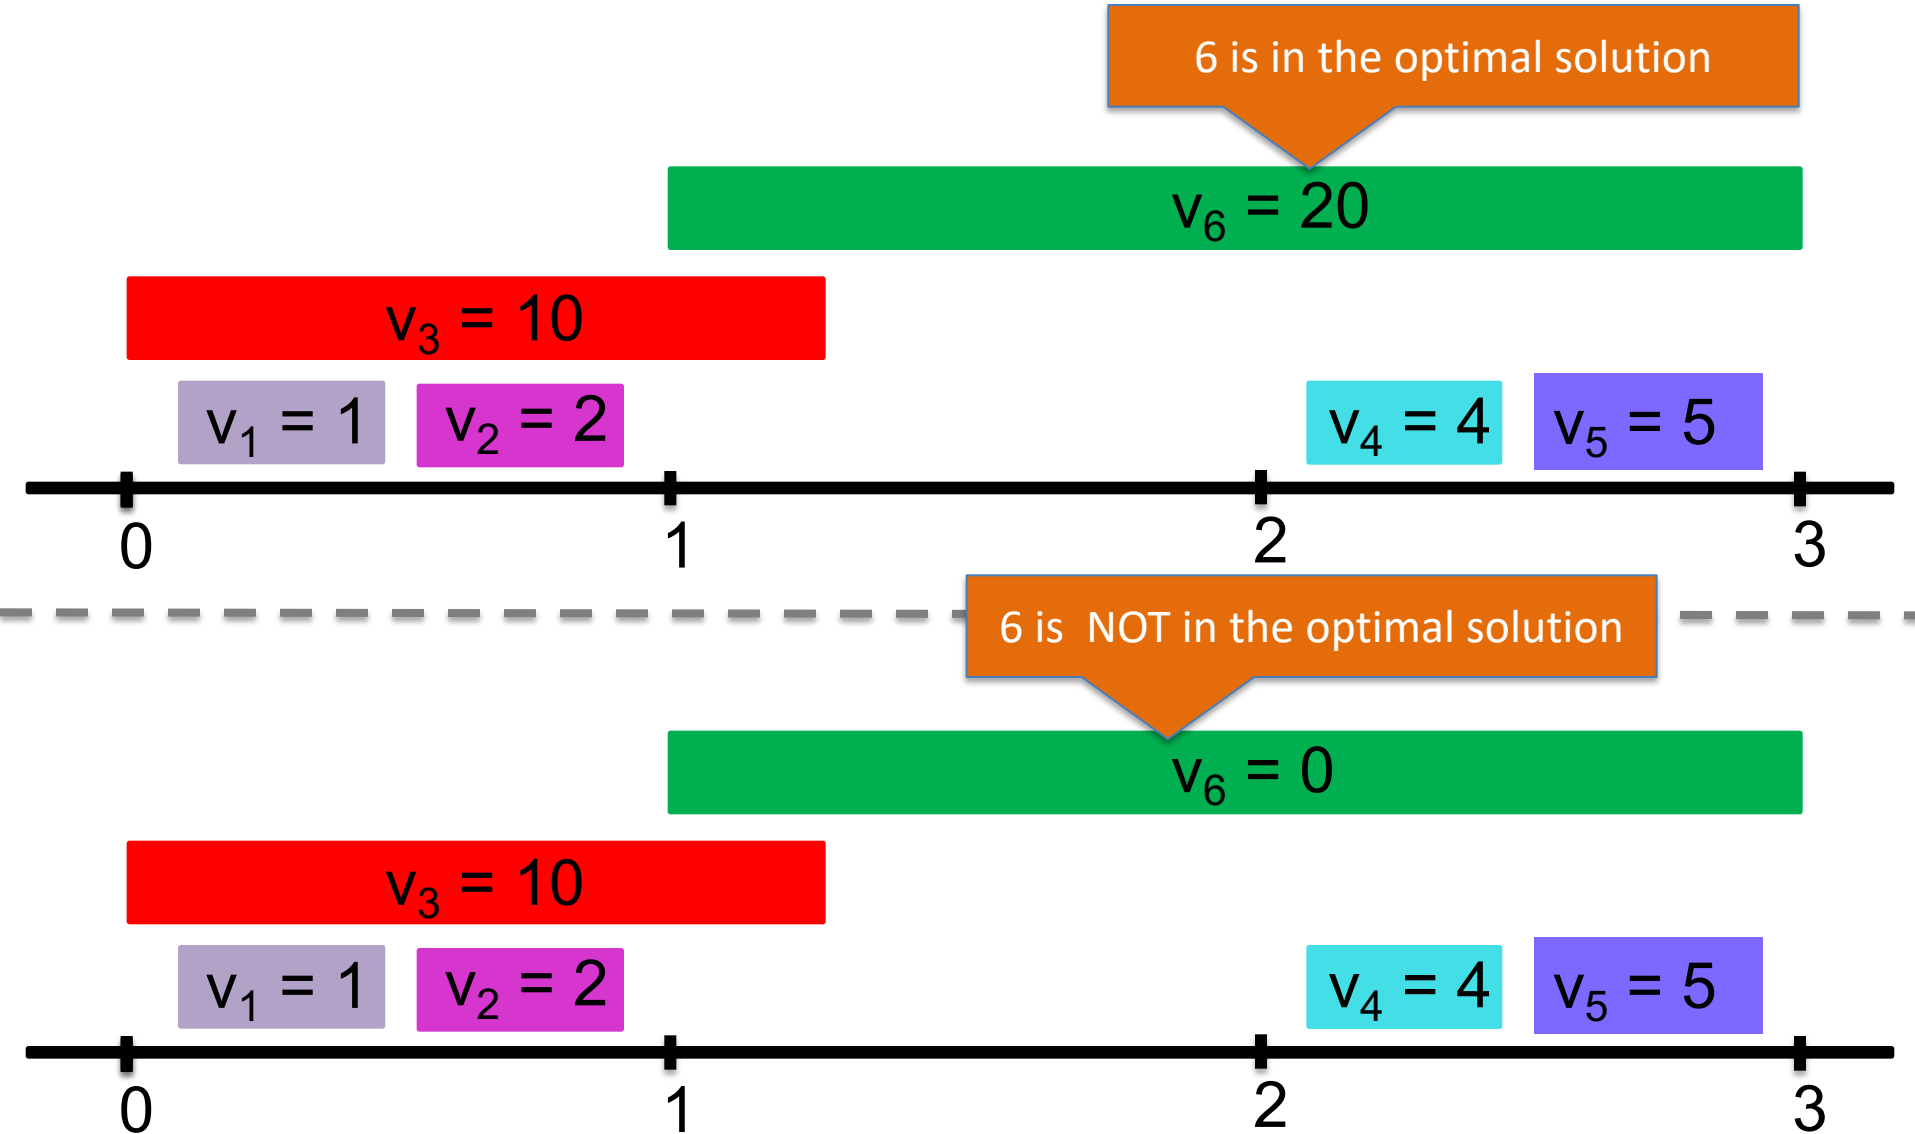 6 is in the optimal solution
v6 = 20
v3 = 10
v1 = 1 v2 = 2 v4 = 4 v5 = 5
0 1 2 3
6 is  NOT in the optimal solution
v6 = 0
v3 = 10
v1 = 1 v2 = 2 v4 = 4 v5 = 5
0 1 2 3